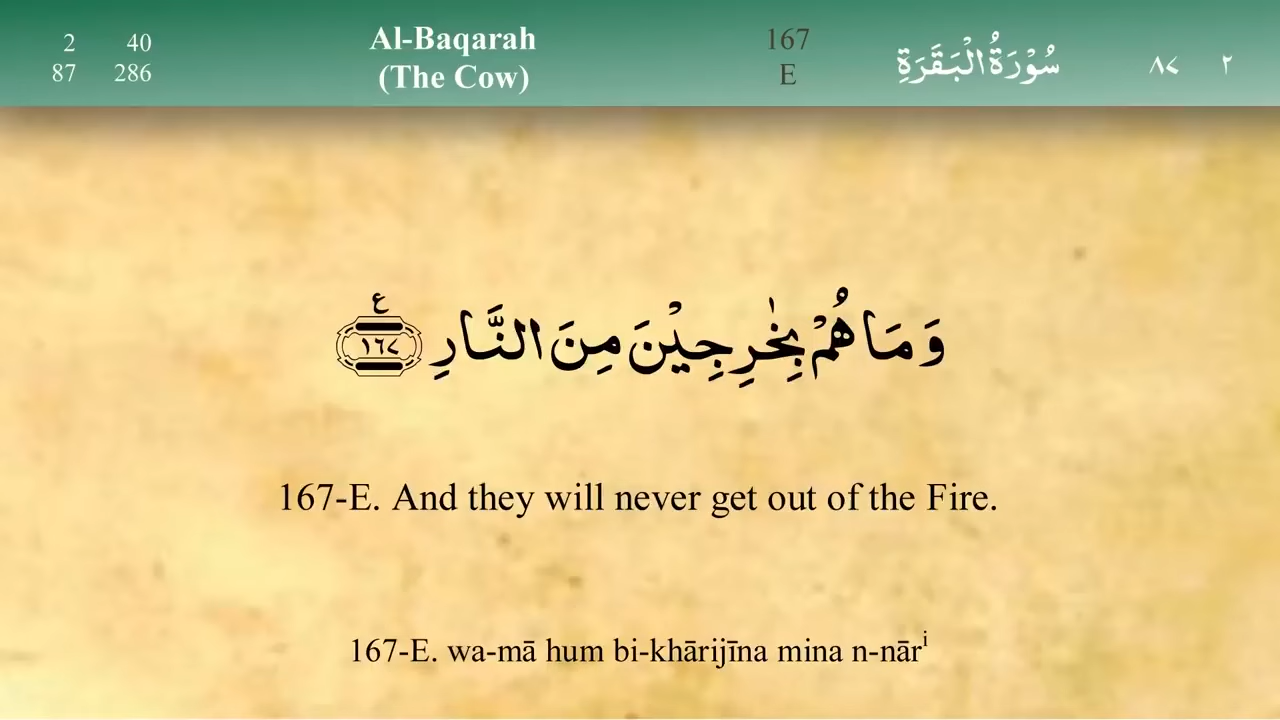 2 40 Al-Baqarah 167 سُوْرَةُ الْبَقَرَةِ ٨٧ ٢
87 286 (The Cow) E
وَمَا هُمْ بِخٰرِجِيْنَ مِنَ النَّارِ ١٦٧ ع
167-E. And they will never get out of the Fire.
167-E. wa-mā hum bi-khārijīna mina n-nārⁱ